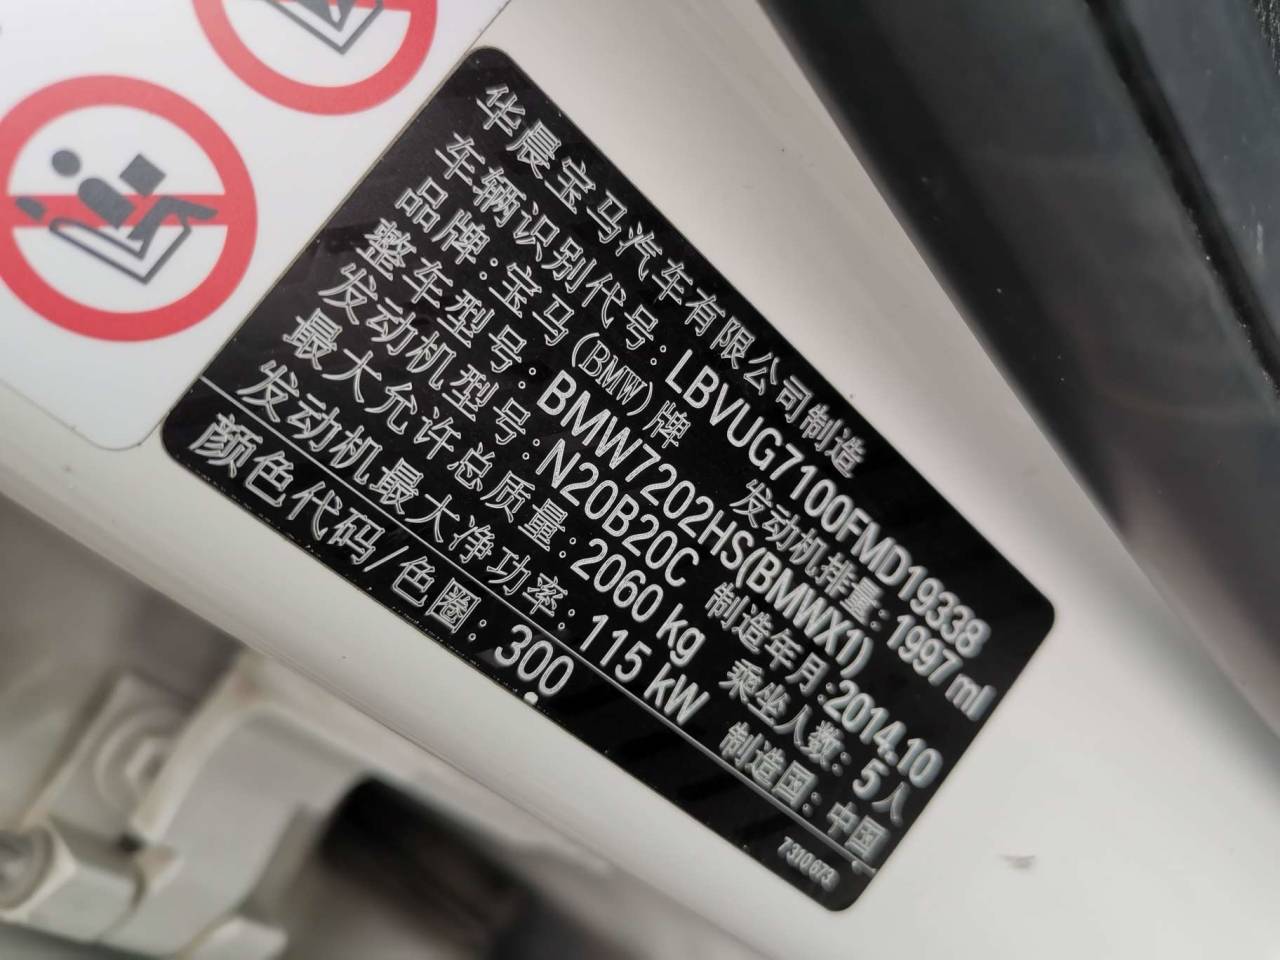 华晨宝马汽车有限公司制造
车辆识别代号: LBVUG7100FMD19338
品牌: 宝马(BMW)牌 发动机排量: 1997 ml
整车型号: BMW7202HS(BMWX1)
发动机型号: N20B20C 制造年月:2014.10
最大允许总质量: 2060 kg 乘坐人数: 5人
发动机最大净功率: 115 kW 制造国: 中国
颜色代码/色圈: 300
7310673